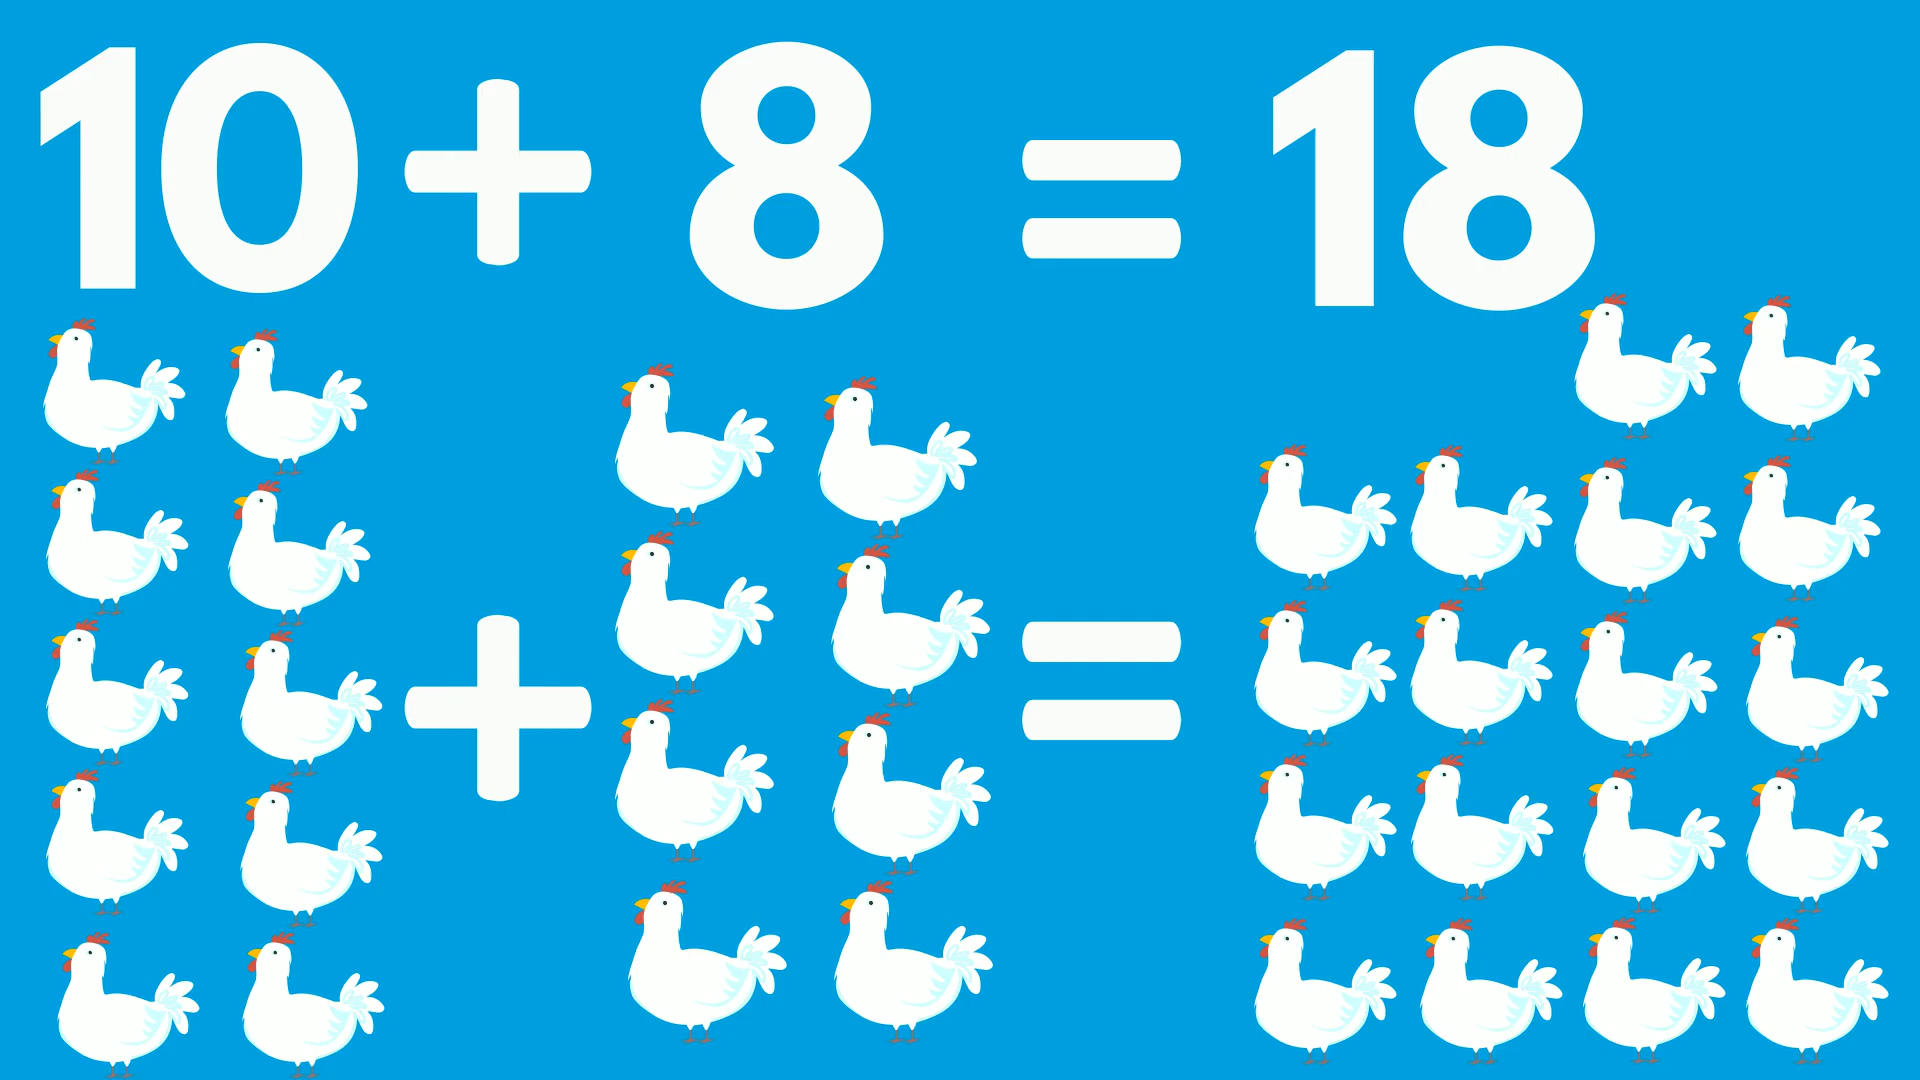 10 + 8 = 18
+ =